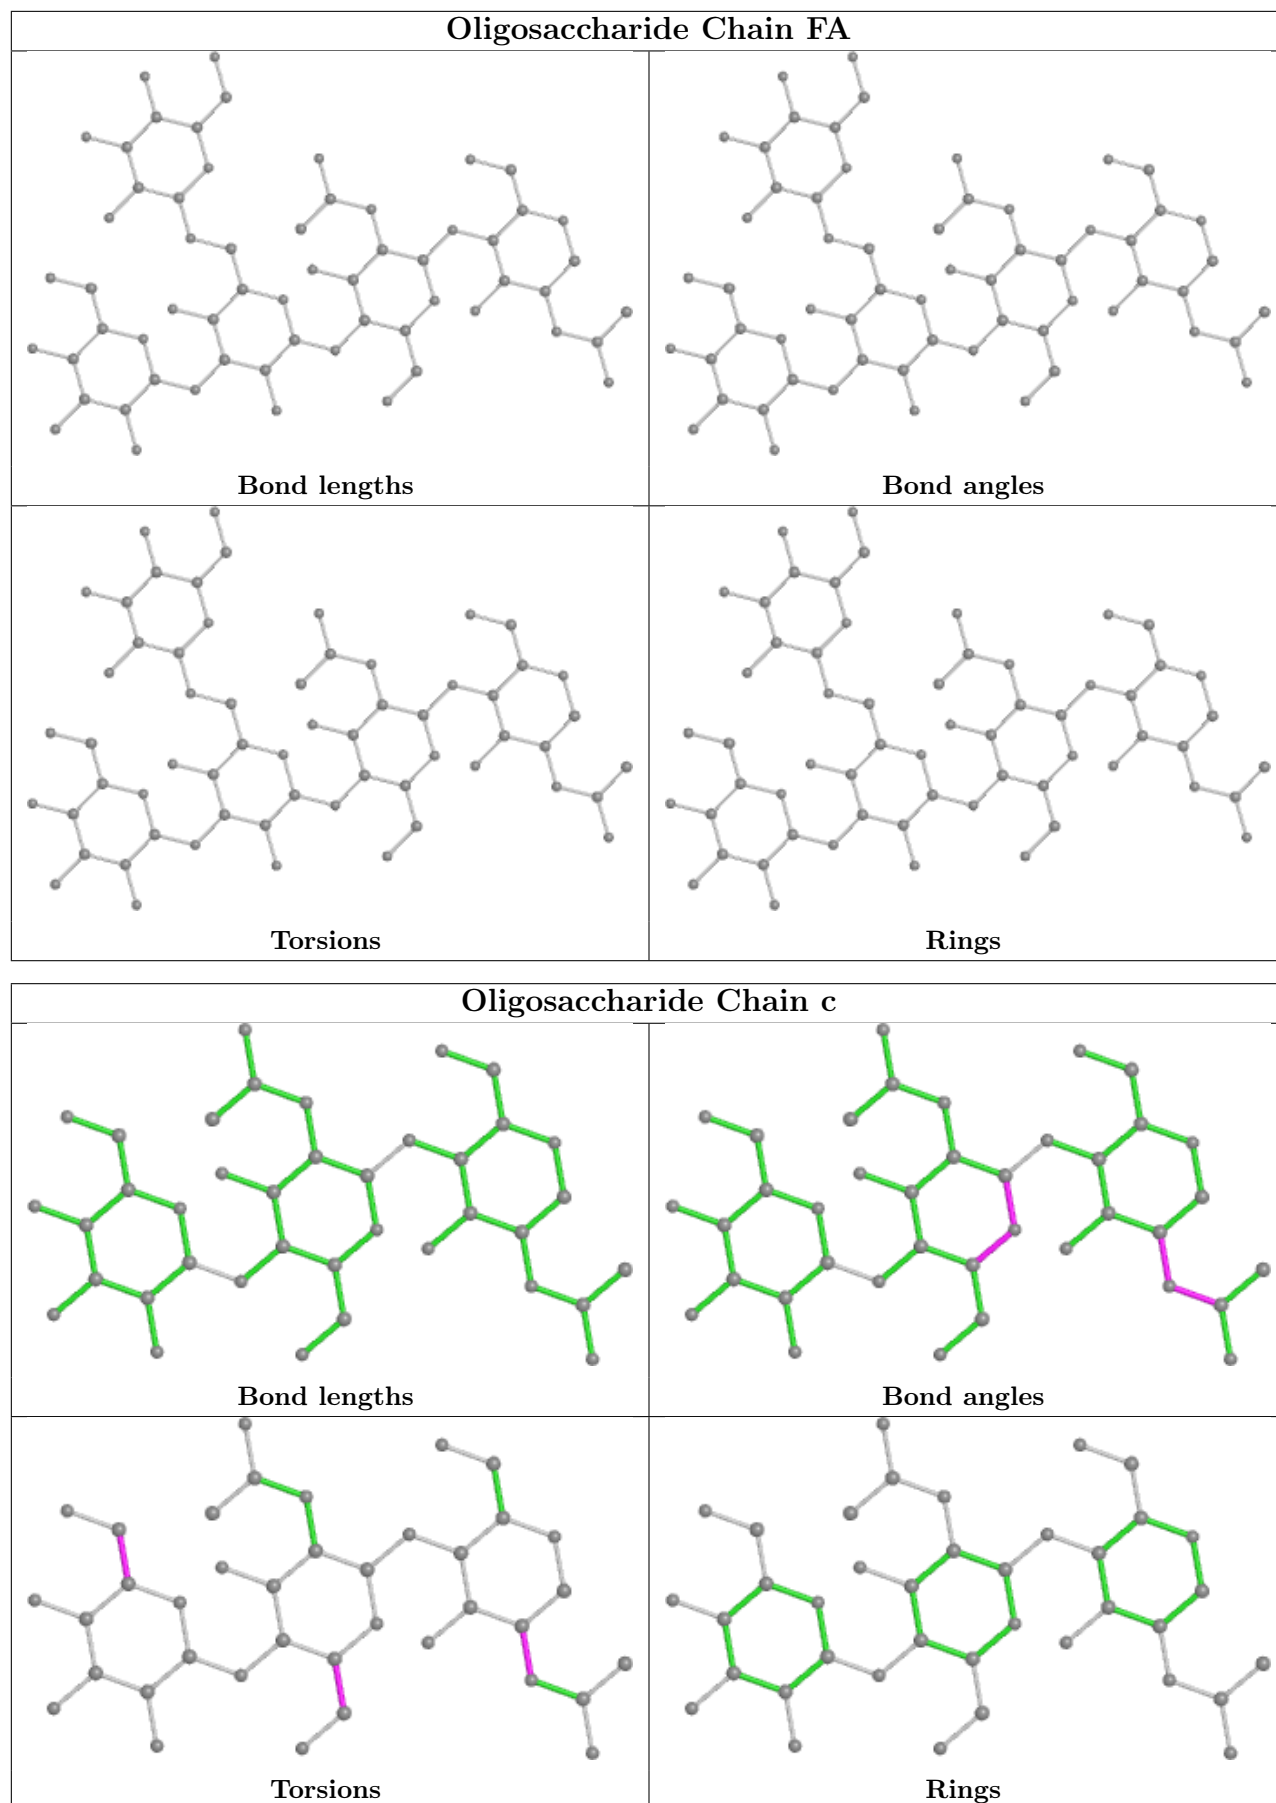 Oligosaccharide Chain FA
Bond lengths
Bond angles
Torsions
Rings
Oligosaccharide Chain c
Bond lengths
Bond angles
Torsions
Rings